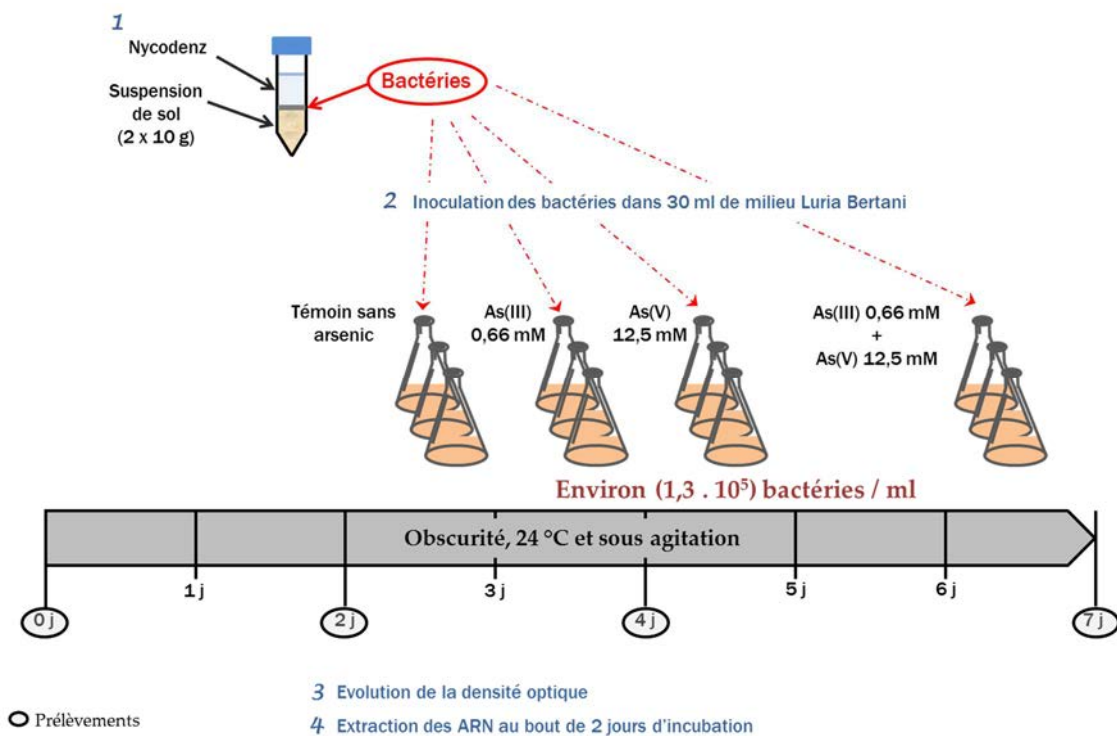 1
Nycodenz
Suspension
de sol
(2 x 10 g)
Bactéries
2 Inoculation des bactéries dans 30 ml de milieu Luria Bertani
Témoin sans
arsenic
As(III)
0,66 mM
As(V)
12,5 mM
As(III) 0,66 mM
+
As(V) 12,5 mM
Environ (1,3 . 10⁵) bactéries / ml
Obscurité, 24 °C et sous agitation
0 j
1 j
2 j
3 j
4 j
5 j
6 j
7 j
3 Evolution de la densité optique
4 Extraction des ARN au bout de 2 jours d'incubation
Prélèvements